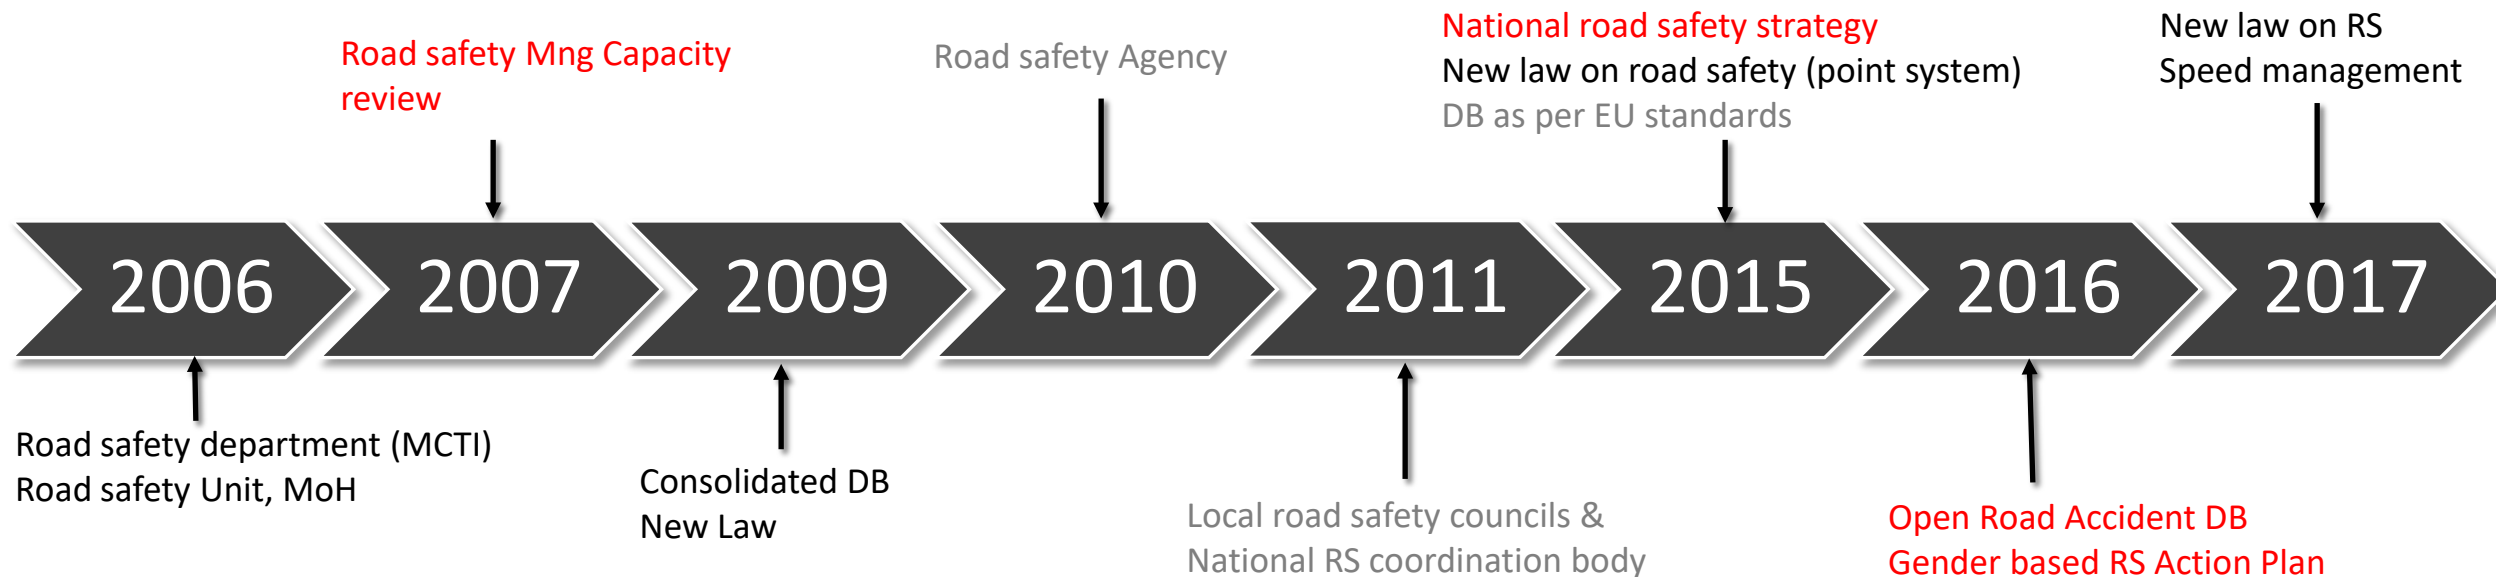 Road safety Mng Capacity
review
Road safety Agency
National road safety strategy
New law on road safety (point system)
DB as per EU standards
New law on RS
Speed management
2006
2007
2009
2010
2011
2015
2016
2017
Road safety department (MCTI)
Road safety Unit, MoH
Consolidated DB
New Law
Local road safety councils &
National RS coordination body
Open Road Accident DB
Gender based RS Action Plan